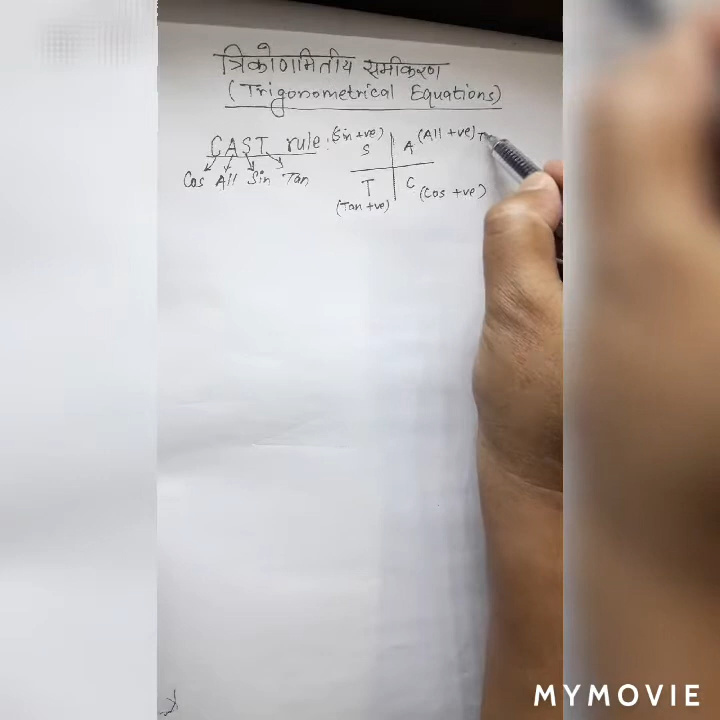 त्रिकोणमितीय समीकरण
(Trigonometrical Equations)
CAST rule :
Cos All Sin Tan
(Sin +ve) S
A (All +ve)
T (Tan +ve)
C (Cos +ve)
MYMOVIE